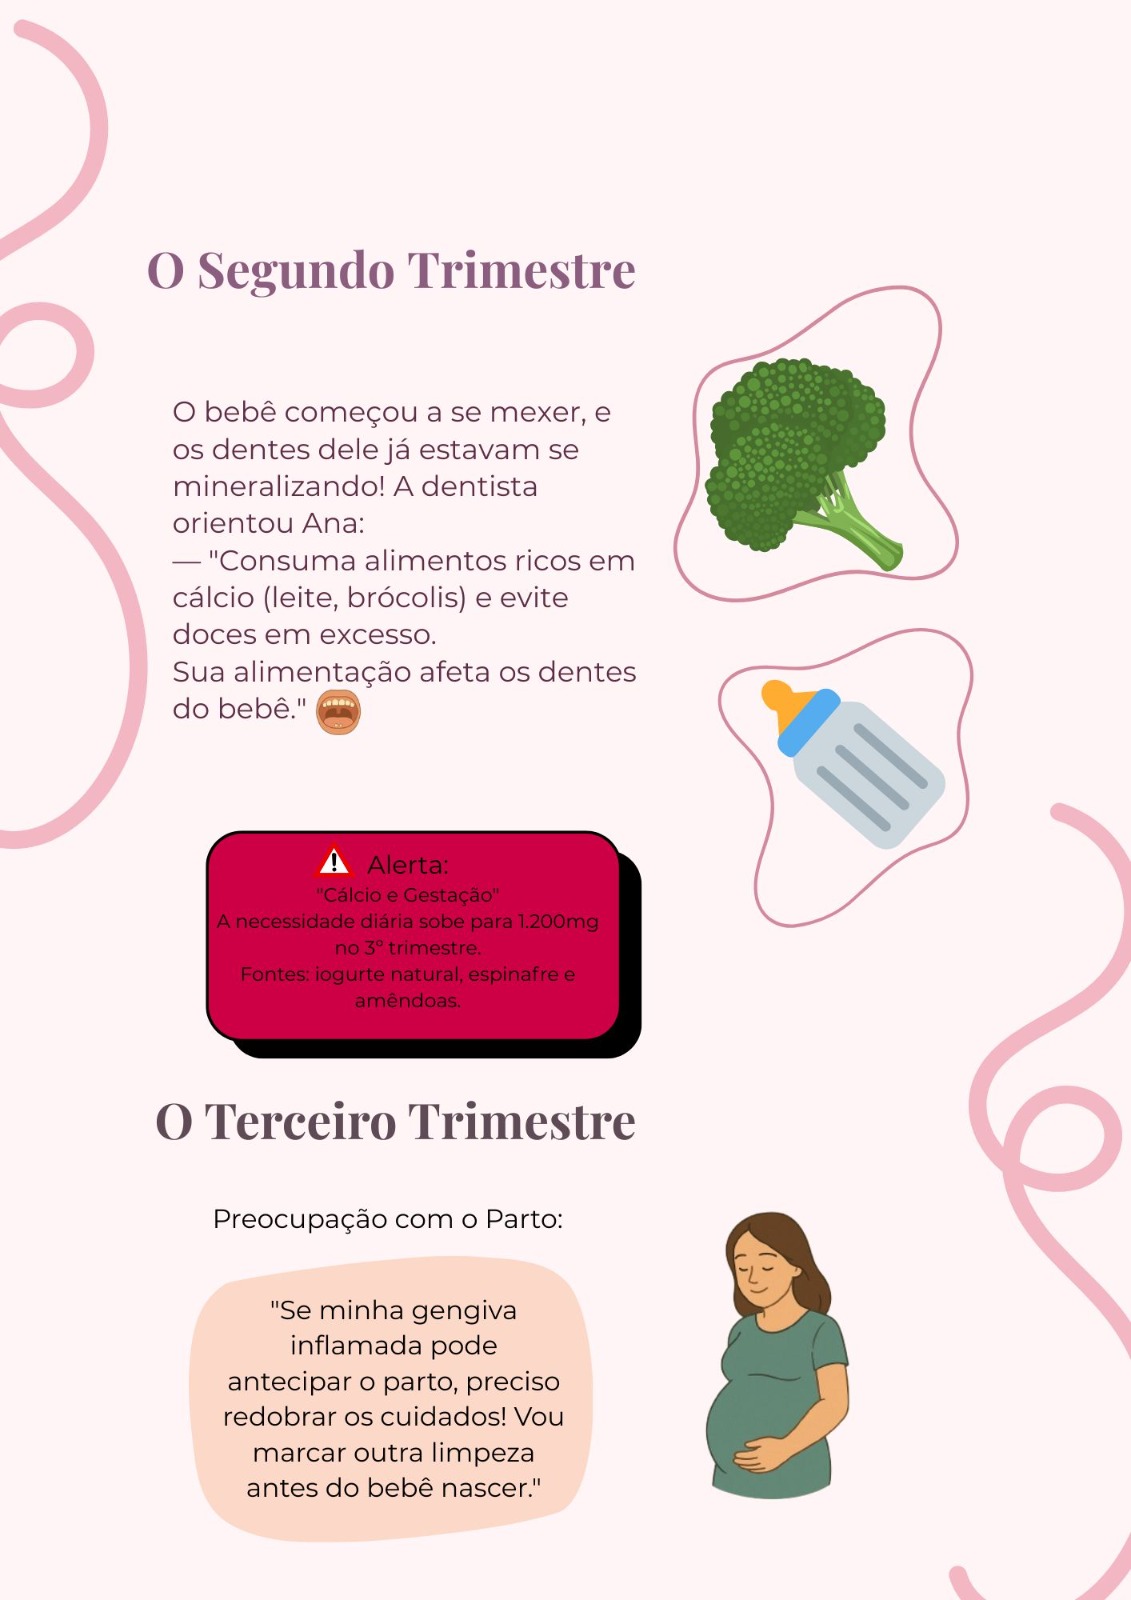 O Segundo Trimestre
O bebê começou a se mexer, e
os dentes dele já estavam se
mineralizando! A dentista
orientou Ana:
— "Consuma alimentos ricos em
cálcio (leite, brócolis) e evite
doces em excesso.
Sua alimentação afeta os dentes
do bebê."
Alerta:
"Cálcio e Gestação"
A necessidade diária sobe para 1.200mg
no 3º trimestre.
Fontes: iogurte natural, espinafre e
amêndoas.
O Terceiro Trimestre
Preocupação com o Parto:
"Se minha gengiva
inflamada pode
antecipar o parto, preciso
redobrar os cuidados! Vou
marcar outra limpeza
antes do bebê nascer."